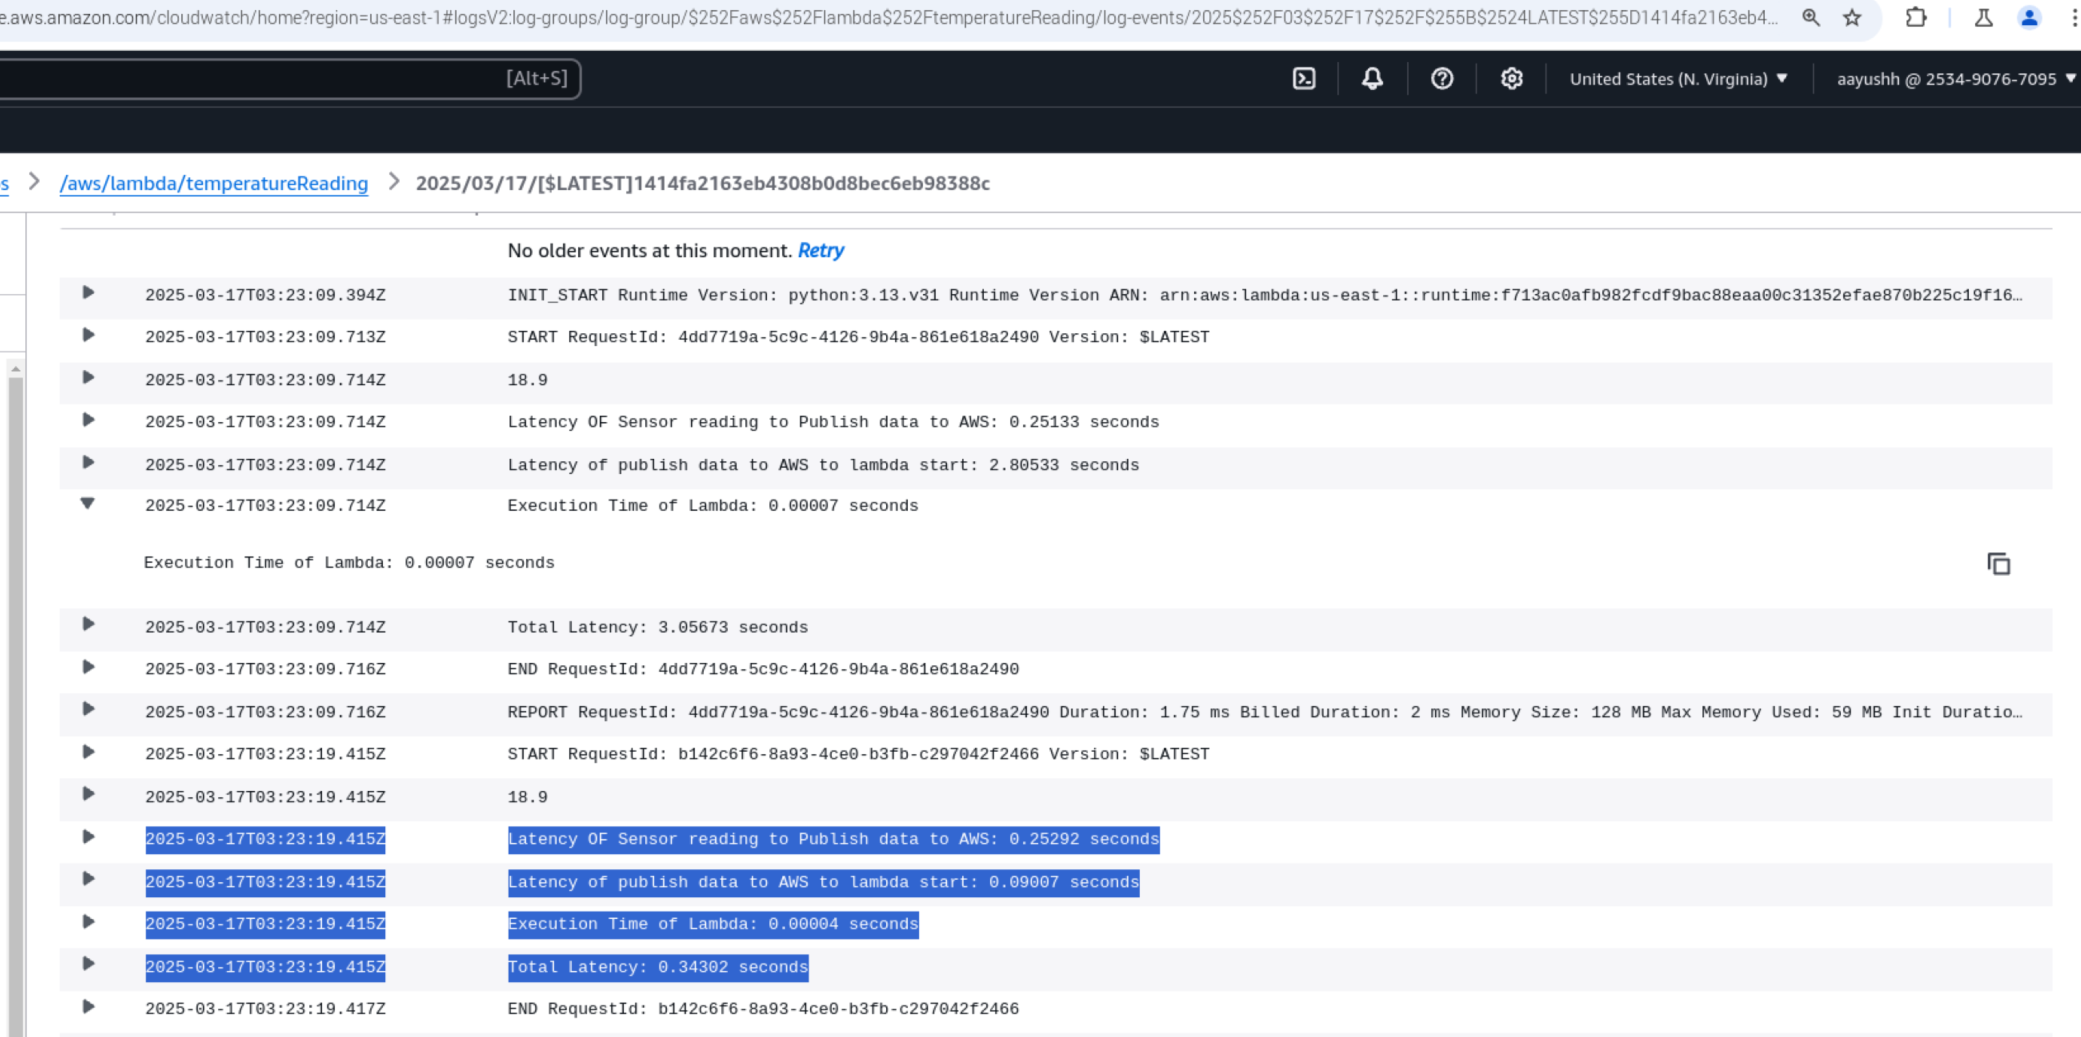 e.aws.amazon.com/cloudwatch/home?region=us-east-1#logsV2:log-groups/log-group/$252Faws$252Flambda$252FtemperatureReading/log-events/2025$252F03$252F17$252F$255B$2524LATEST$255D1414fa2163eb4...
[Alt+S]
United States (N. Virginia) aayushh @ 2534-9076-7095
s /aws/lambda/temperatureReading 2025/03/17/[$LATEST]1414fa2163eb4308b0d8bec6eb98388c
No older events at this moment. Retry
2025-03-17T03:23:09.394Z INIT_START Runtime Version: python:3.13.v31 Runtime Version ARN: arn:aws:lambda:us-east-1::runtime:f713ac0afb982fcdf9bac88eaa00c31352efae870b225c19f16…
2025-03-17T03:23:09.713Z START RequestId: 4dd7719a-5c9c-4126-9b4a-861e618a2490 Version: $LATEST
2025-03-17T03:23:09.714Z 18.9
2025-03-17T03:23:09.714Z Latency OF Sensor reading to Publish data to AWS: 0.25133 seconds
2025-03-17T03:23:09.714Z Latency of publish data to AWS to lambda start: 2.80533 seconds
2025-03-17T03:23:09.714Z Execution Time of Lambda: 0.00007 seconds
Execution Time of Lambda: 0.00007 seconds
2025-03-17T03:23:09.714Z Total Latency: 3.05673 seconds
2025-03-17T03:23:09.716Z END RequestId: 4dd7719a-5c9c-4126-9b4a-861e618a2490
2025-03-17T03:23:09.716Z REPORT RequestId: 4dd7719a-5c9c-4126-9b4a-861e618a2490 Duration: 1.75 ms Billed Duration: 2 ms Memory Size: 128 MB Max Memory Used: 59 MB Init Duratio…
2025-03-17T03:23:19.415Z START RequestId: b142c6f6-8a93-4ce0-b3fb-c297042f2466 Version: $LATEST
2025-03-17T03:23:19.415Z 18.9
2025-03-17T03:23:19.415Z Latency OF Sensor reading to Publish data to AWS: 0.25292 seconds
2025-03-17T03:23:19.415Z Latency of publish data to AWS to lambda start: 0.09007 seconds
2025-03-17T03:23:19.415Z Execution Time of Lambda: 0.00004 seconds
2025-03-17T03:23:19.415Z Total Latency: 0.34302 seconds
2025-03-17T03:23:19.417Z END RequestId: b142c6f6-8a93-4ce0-b3fb-c297042f2466